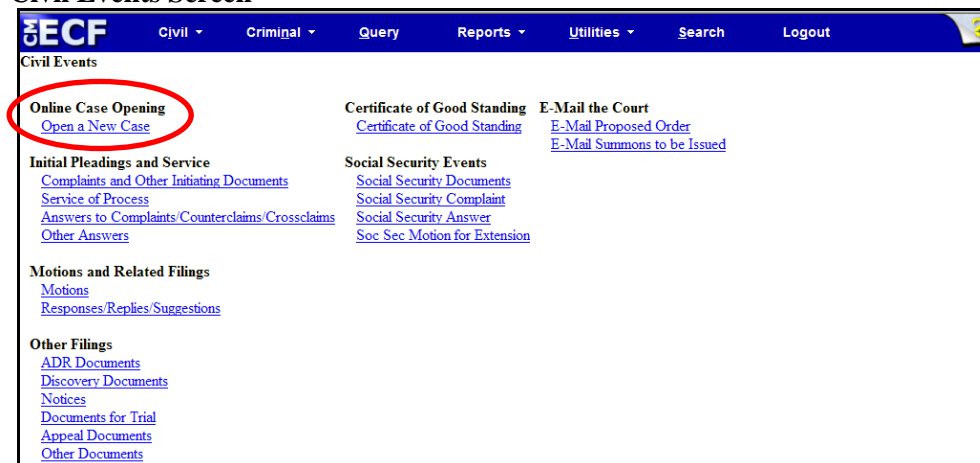 Civil Events Screen
CM ECF Civil Criminal Query Reports Utilities Search Logout
Civil Events
Online Case Opening
Open a New Case
Certificate of Good Standing
Certificate of Good Standing
E-Mail the Court
E-Mail Proposed Order
E-Mail Summons to be Issued
Initial Pleadings and Service
Complaints and Other Initiating Documents
Service of Process
Answers to Complaints/Counterclaims/Crossclaims
Other Answers
Social Security Events
Social Security Documents
Social Security Complaint
Social Security Answer
Soc Sec Motion for Extension
Motions and Related Filings
Motions
Responses/Replies/Suggestions
Other Filings
ADR Documents
Discovery Documents
Notices
Documents for Trial
Appeal Documents
Other Documents